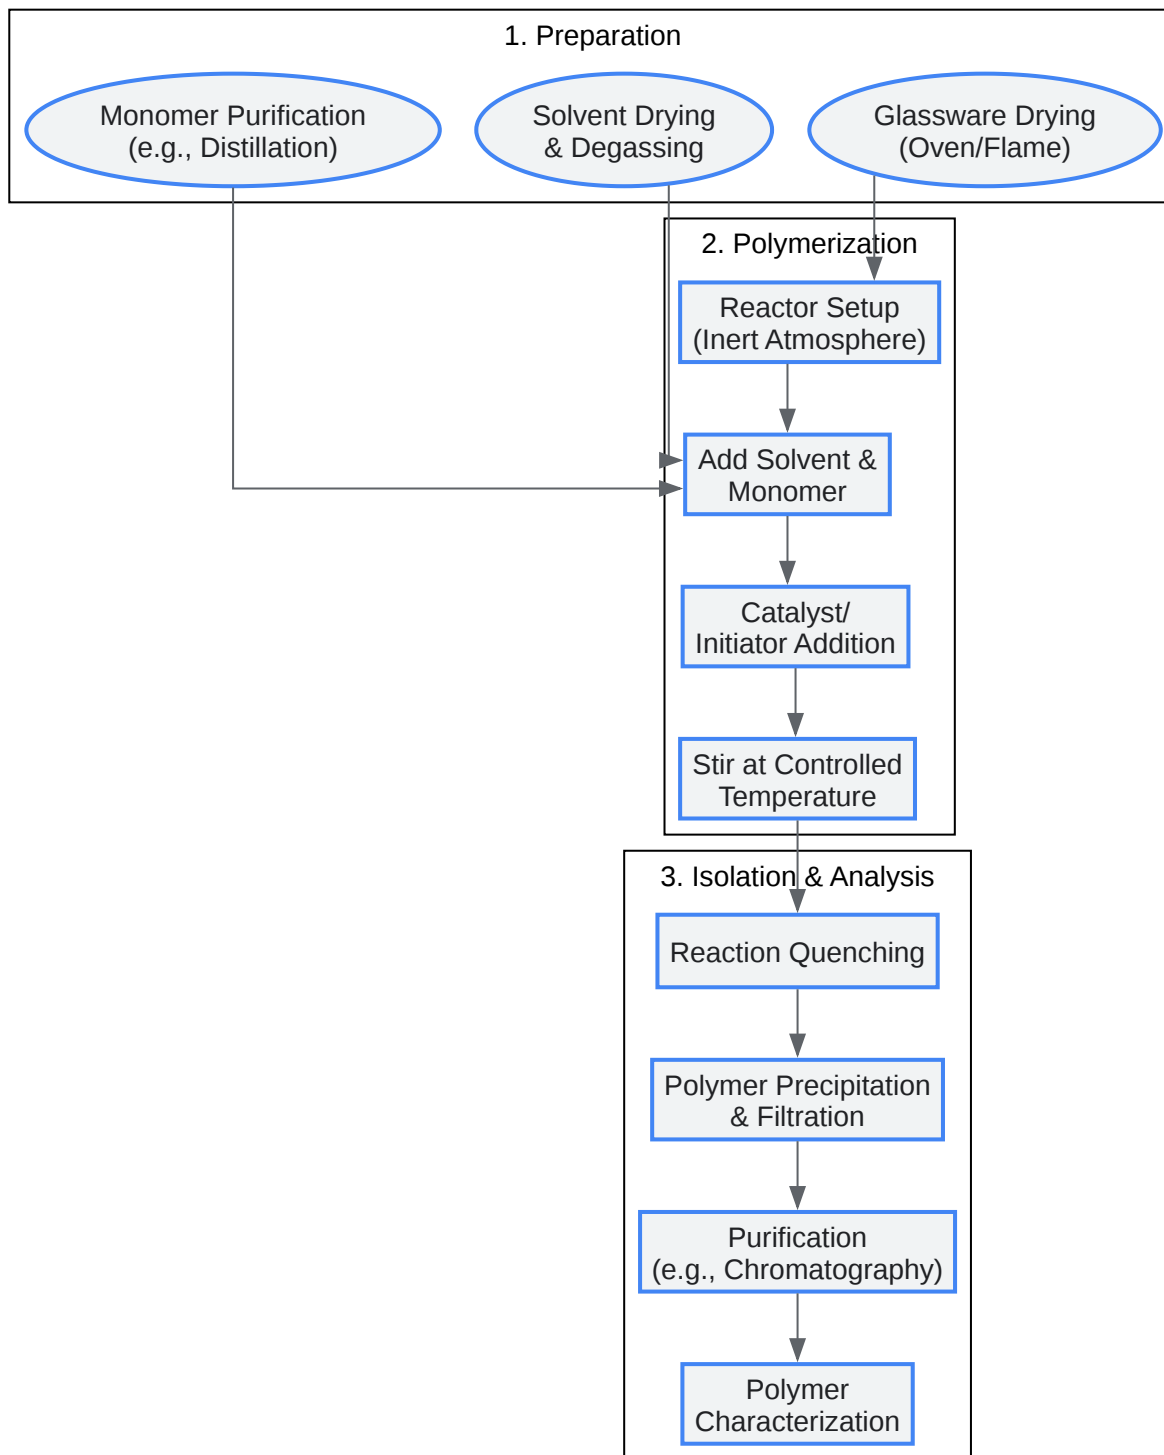 1. Preparation
Monomer Purification
(e.g., Distillation)
Solvent Drying
& Degassing
Glassware Drying
(Oven/Flame)
2. Polymerization
Reactor Setup
(Inert Atmosphere)
Add Solvent &
Monomer
Catalyst/
Initiator Addition
Stir at Controlled
Temperature
3. Isolation & Analysis
Reaction Quenching
Polymer Precipitation
& Filtration
Purification
(e.g., Chromatography)
Polymer
Characterization